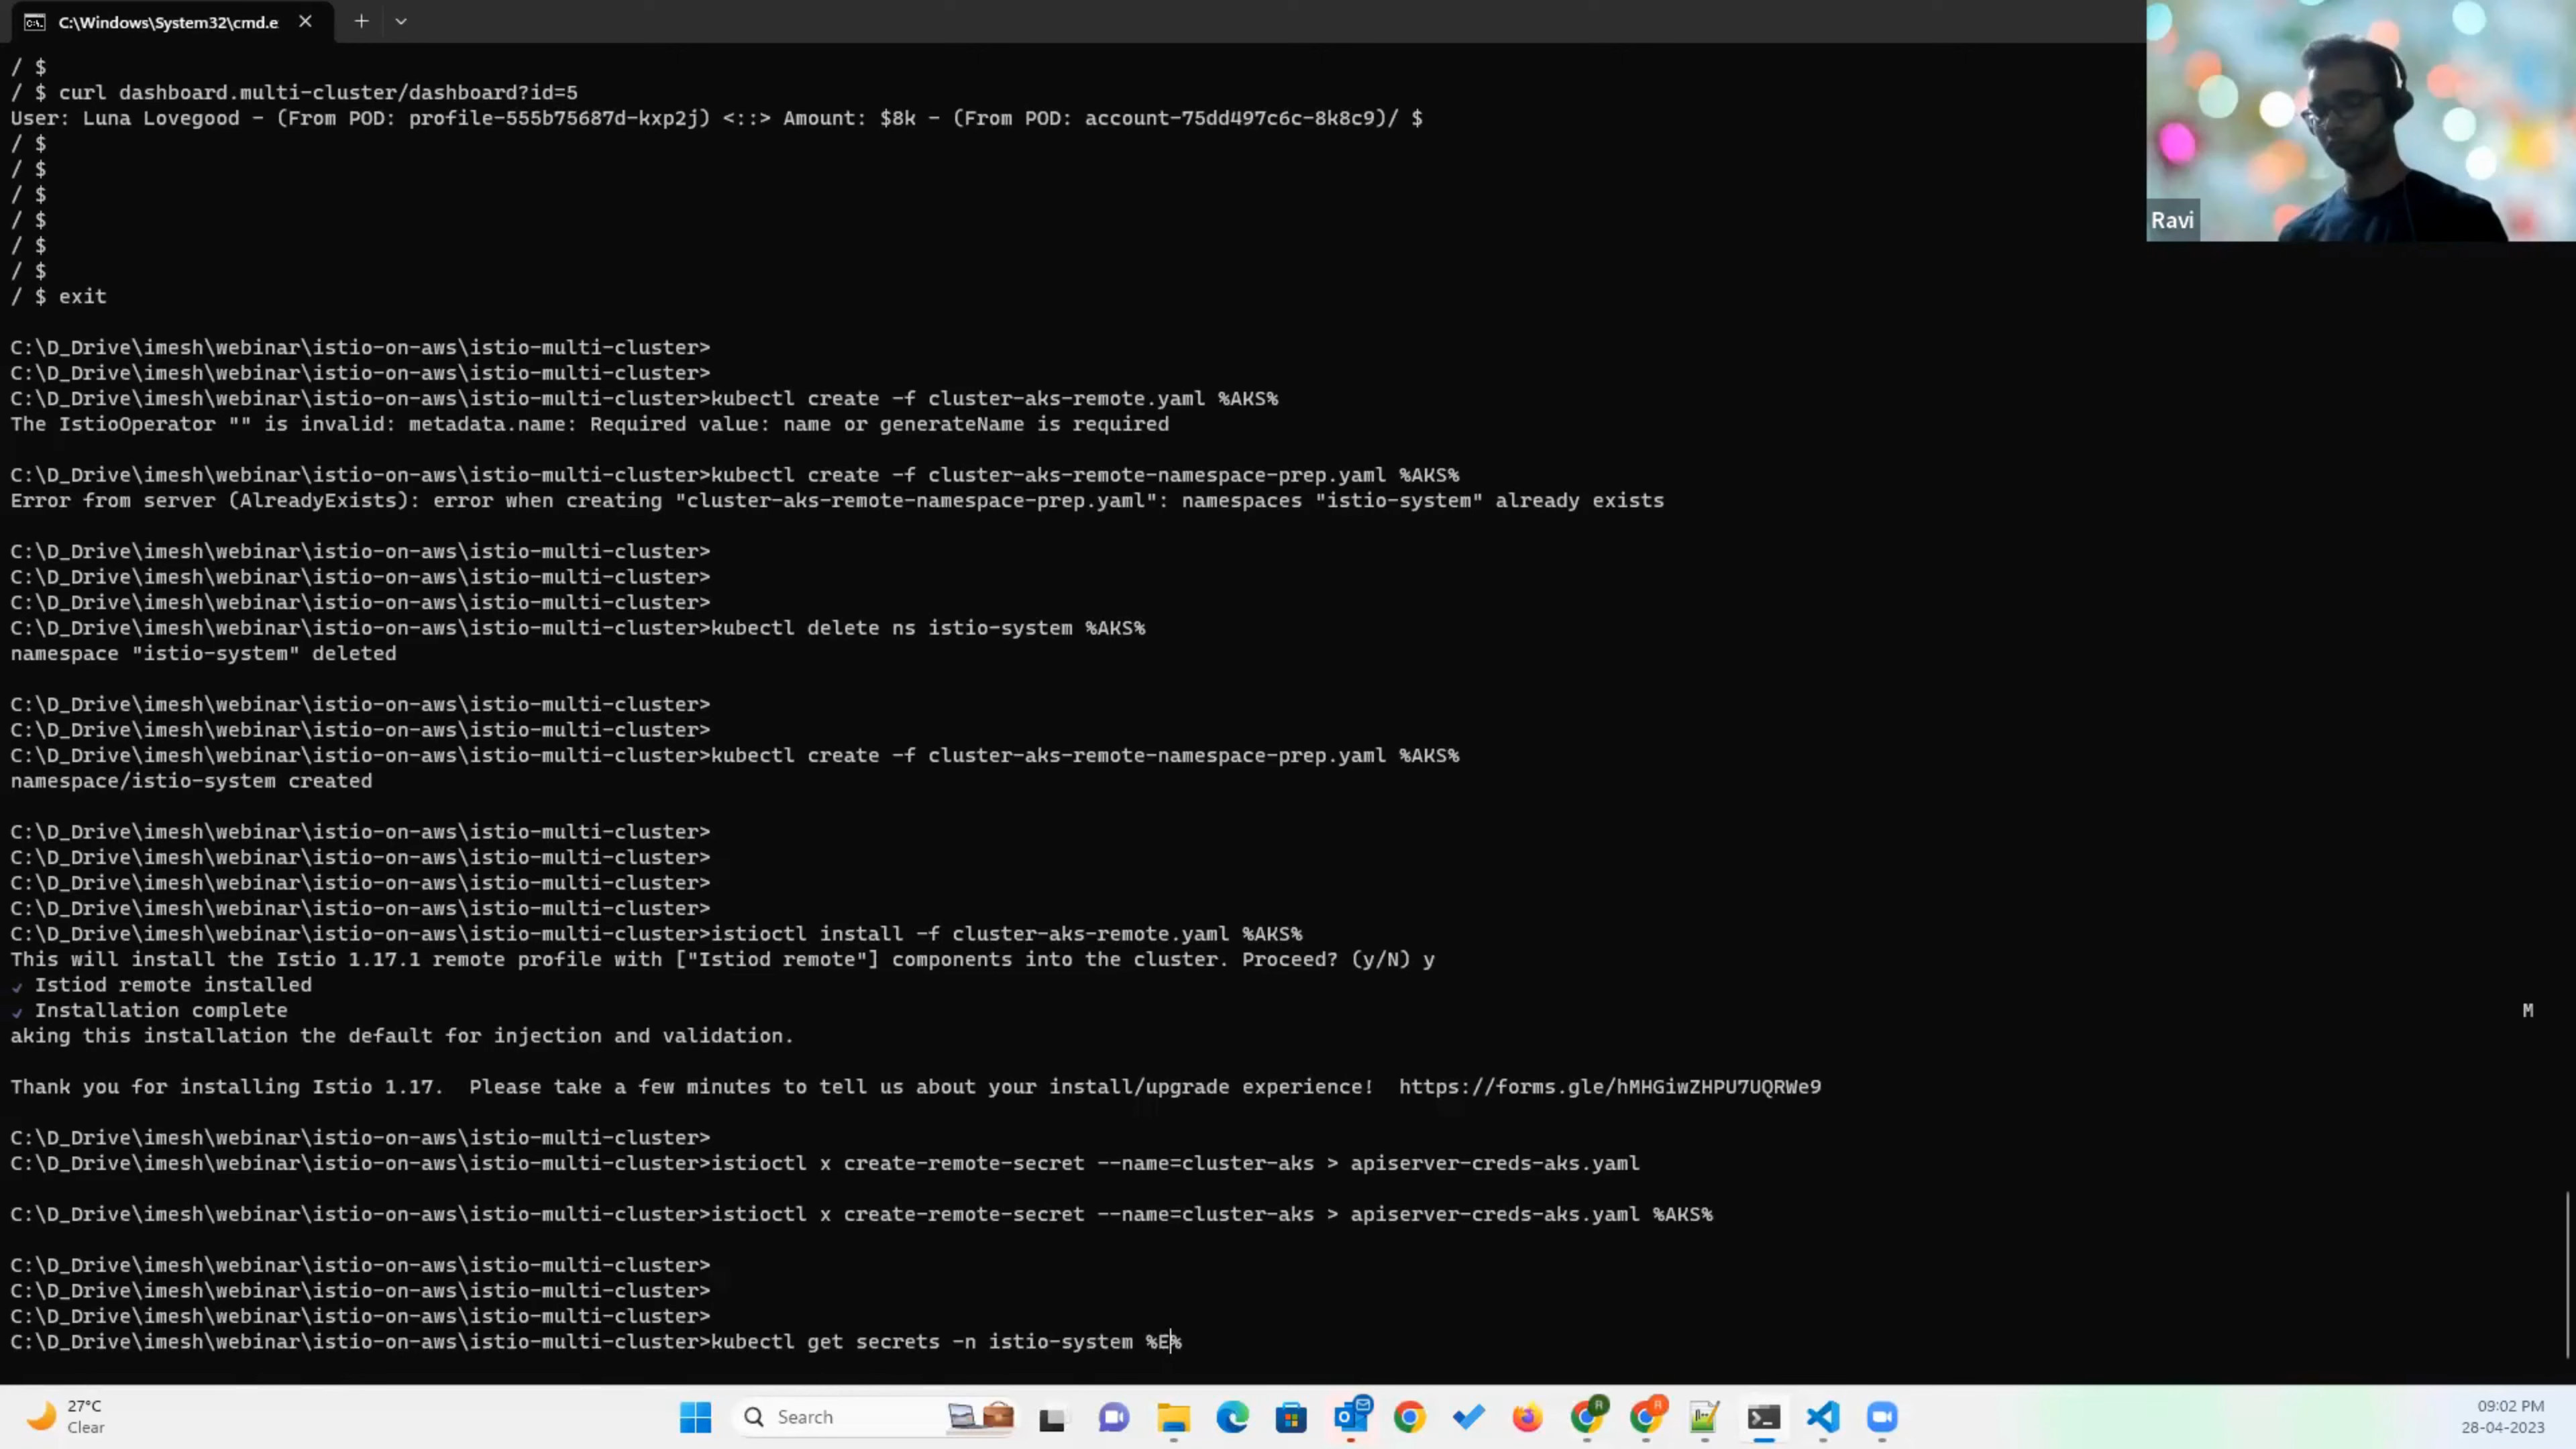 C:\Windows\System32\cmd.e
/ $
/ $ curl dashboard.multi-cluster/dashboard?id=5
User: Luna Lovegood - (From POD: profile-555b75687d-kxp2j) <::> Amount: $8k - (From POD: account-75dd497c6c-8k8c9)/ $
/ $
/ $
/ $
/ $
/ $
/ $
/ $ exit
Ravi
C:\D_Drive\imesh\webinar\istio-on-aws\istio-multi-cluster>
C:\D_Drive\imesh\webinar\istio-on-aws\istio-multi-cluster>
C:\D_Drive\imesh\webinar\istio-on-aws\istio-multi-cluster>kubectl create -f cluster-aks-remote.yaml %AKS%
The IstioOperator "" is invalid: metadata.name: Required value: name or generateName is required
C:\D_Drive\imesh\webinar\istio-on-aws\istio-multi-cluster>kubectl create -f cluster-aks-remote-namespace-prep.yaml %AKS%
Error from server (AlreadyExists): error when creating "cluster-aks-remote-namespace-prep.yaml": namespaces "istio-system" already exists
C:\D_Drive\imesh\webinar\istio-on-aws\istio-multi-cluster>
C:\D_Drive\imesh\webinar\istio-on-aws\istio-multi-cluster>
C:\D_Drive\imesh\webinar\istio-on-aws\istio-multi-cluster>
C:\D_Drive\imesh\webinar\istio-on-aws\istio-multi-cluster>kubectl delete ns istio-system %AKS%
namespace "istio-system" deleted
C:\D_Drive\imesh\webinar\istio-on-aws\istio-multi-cluster>
C:\D_Drive\imesh\webinar\istio-on-aws\istio-multi-cluster>
C:\D_Drive\imesh\webinar\istio-on-aws\istio-multi-cluster>kubectl create -f cluster-aks-remote-namespace-prep.yaml %AKS%
namespace/istio-system created
C:\D_Drive\imesh\webinar\istio-on-aws\istio-multi-cluster>
C:\D_Drive\imesh\webinar\istio-on-aws\istio-multi-cluster>
C:\D_Drive\imesh\webinar\istio-on-aws\istio-multi-cluster>
C:\D_Drive\imesh\webinar\istio-on-aws\istio-multi-cluster>
C:\D_Drive\imesh\webinar\istio-on-aws\istio-multi-cluster>istioctl install -f cluster-aks-remote.yaml %AKS%
This will install the Istio 1.17.1 remote profile with ["Istiod remote"] components into the cluster. Proceed? (y/N) y
✓ Istiod remote installed
✓ Installation complete M
aking this installation the default for injection and validation.
Thank you for installing Istio 1.17.  Please take a few minutes to tell us about your install/upgrade experience!  https://forms.gle/hMHGiwZHPU7UQRWe9
C:\D_Drive\imesh\webinar\istio-on-aws\istio-multi-cluster>
C:\D_Drive\imesh\webinar\istio-on-aws\istio-multi-cluster>istioctl x create-remote-secret --name=cluster-aks > apiserver-creds-aks.yaml
C:\D_Drive\imesh\webinar\istio-on-aws\istio-multi-cluster>istioctl x create-remote-secret --name=cluster-aks > apiserver-creds-aks.yaml %AKS%
C:\D_Drive\imesh\webinar\istio-on-aws\istio-multi-cluster>
C:\D_Drive\imesh\webinar\istio-on-aws\istio-multi-cluster>
C:\D_Drive\imesh\webinar\istio-on-aws\istio-multi-cluster>
C:\D_Drive\imesh\webinar\istio-on-aws\istio-multi-cluster>kubectl get secrets -n istio-system %E%
27°C
Clear
Search
09:02 PM
28-04-2023